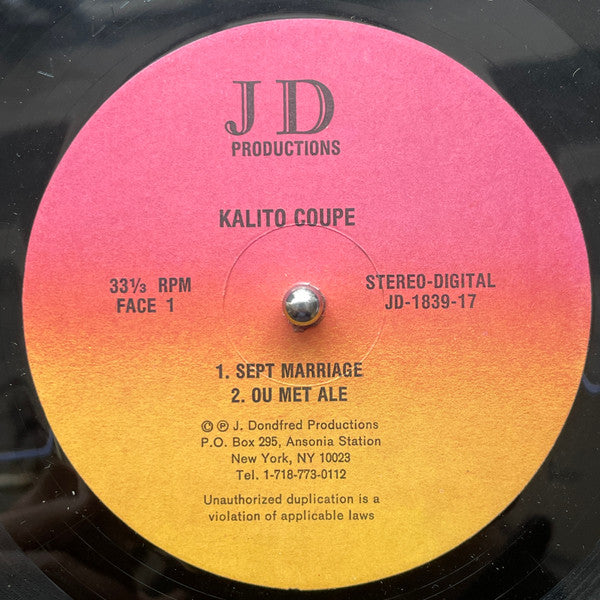 JD
PRODUCTIONS
KALITO COUPE
33⅓ RPM
FACE 1
STEREO-DIGITAL
JD-1839-17
1. SEPT MARRIAGE
2. OU MET ALE
© ℗ J. Dondfred Productions
P.O. Box 295, Ansonia Station
New York, NY 10023
Tel. 1-718-773-0112
Unauthorized duplication is a
violation of applicable laws